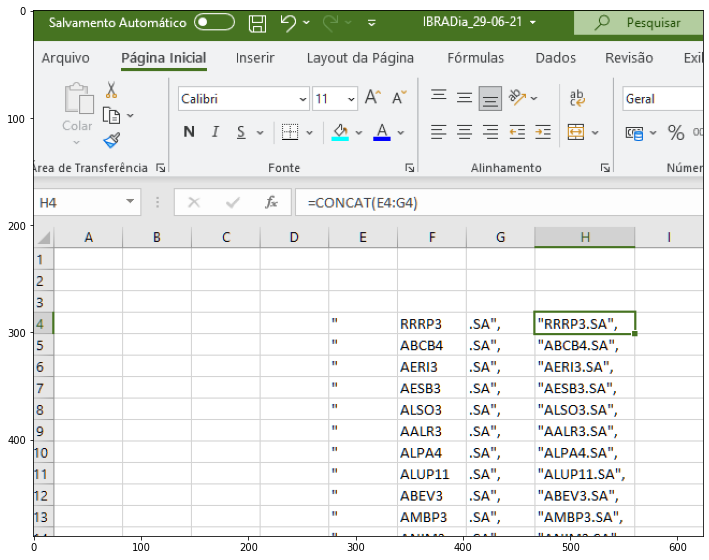 0
Salvamento Automático
IBRADia_29-06-21
Pesquisar
Arquivo Página Inicial Inserir Layout da Página Fórmulas Dados Revisão
Calibri 11 A A ab Geral
100
Colar
N I S A %
Área de Transferência Fonte Alinhamento
H4 fx =CONCAT(E4:G4)
200
A B C D E F G H I
1
2
3
4 " RRRP3 .SA", "RRRP3.SA",
300
5 " ABCB4 .SA", "ABCB4.SA",
6 " AERI3 .SA", "AERI3.SA",
7 " AESB3 .SA", "AESB3.SA",
8 " ALSO3 .SA", "ALSO3.SA",
9 " AALR3 .SA", "AALR3.SA",
400
10 " ALPA4 .SA", "ALPA4.SA",
11 " ALUP11 .SA", "ALUP11.SA",
12 " ABEV3 .SA", "ABEV3.SA",
13 " AMBP3 .SA", "AMBP3.SA",
0 100 200 300 400 500 600